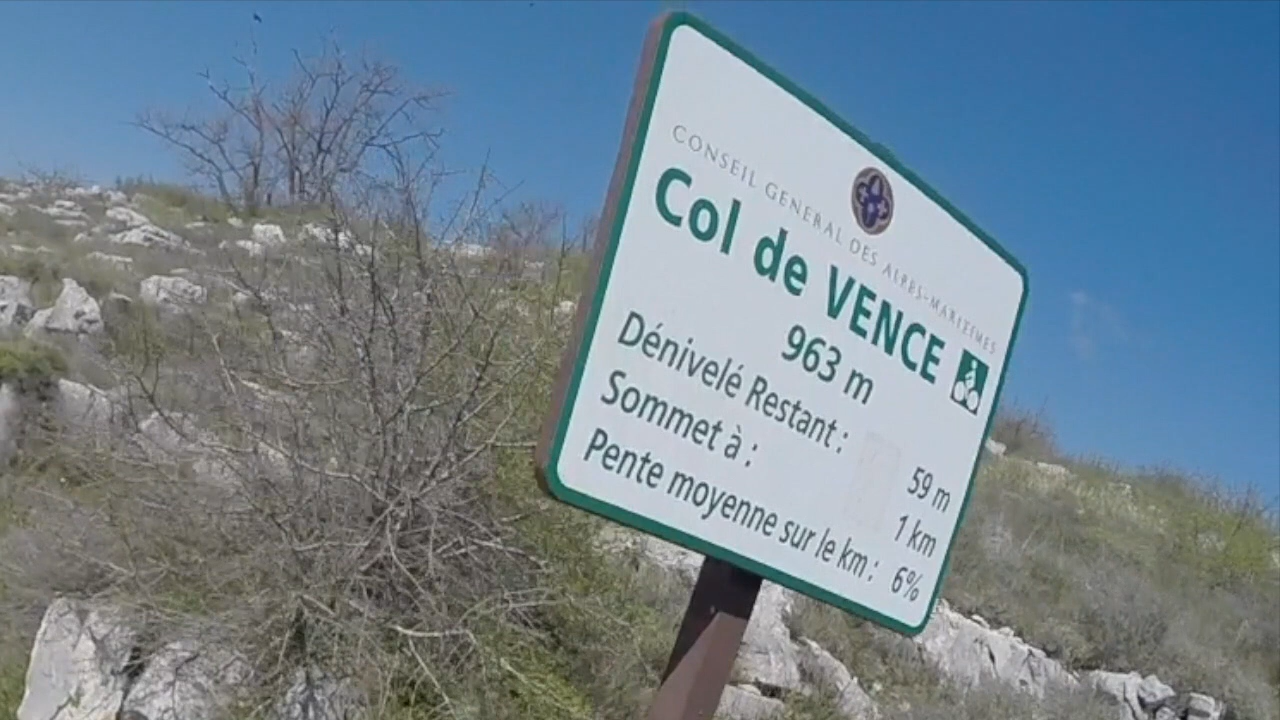 CONSEIL GENERAL DES ALPES-MARITIMES
Col de VENCE
963 m
Dénivelé Restant : 59 m
Sommet à : 1 km
Pente moyenne sur le km : 6%